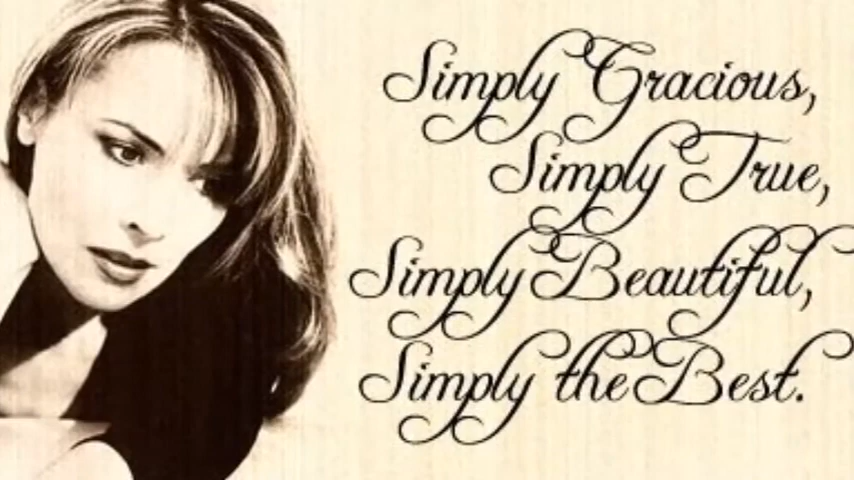 Simply Gracious,
Simply True,
Simply Beautiful,
Simply the Best.